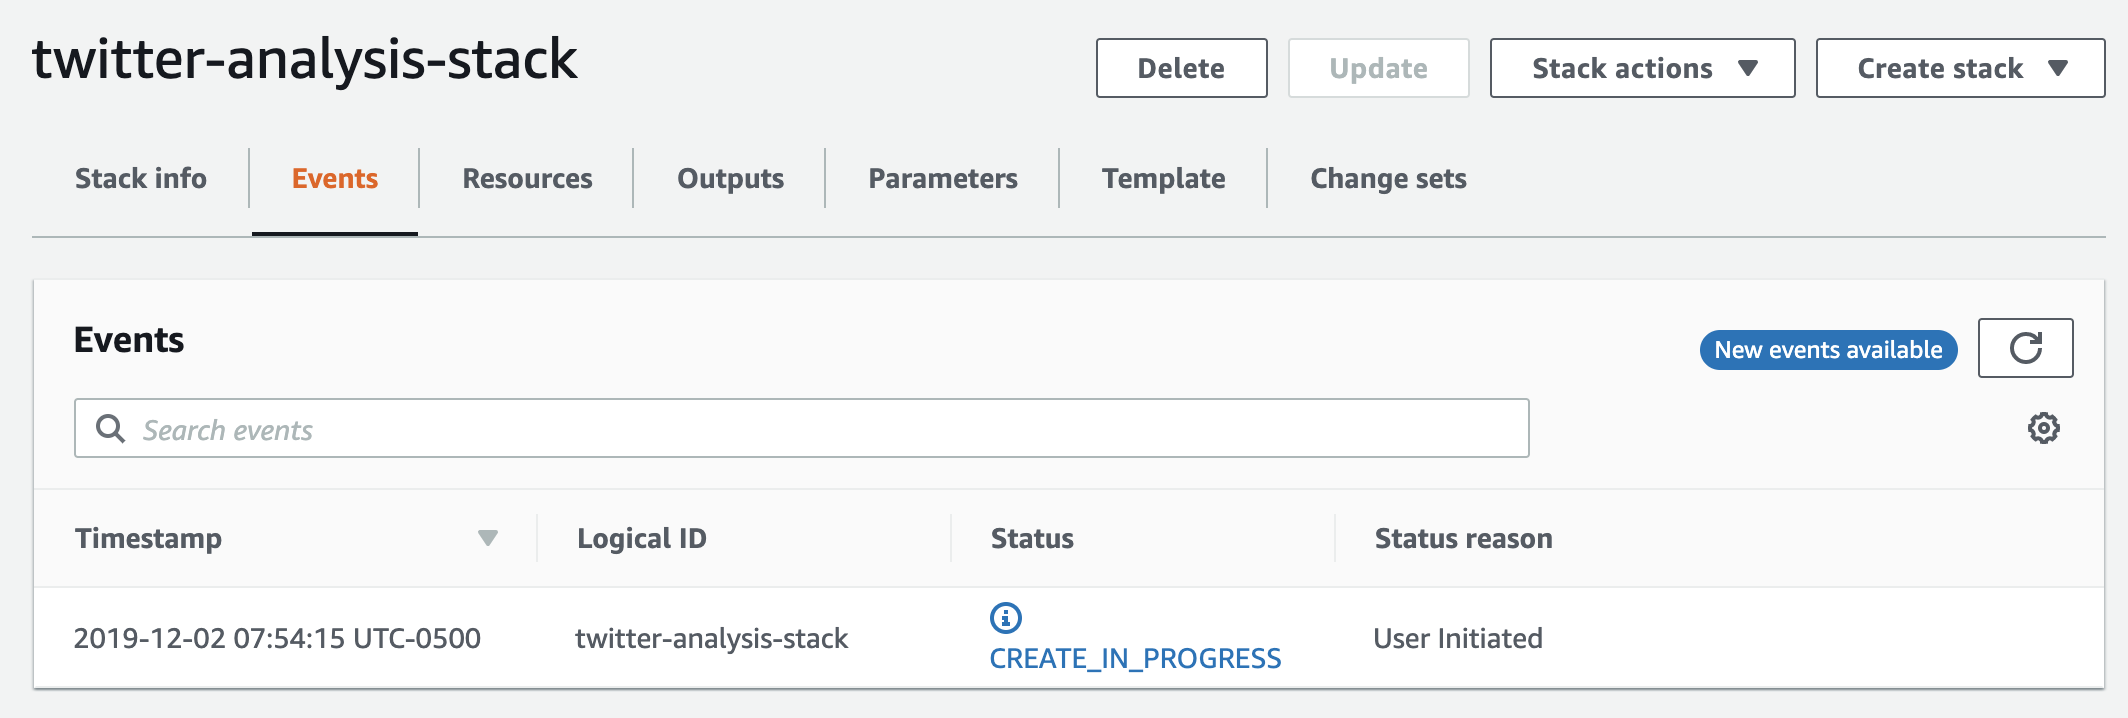 twitter-analysis-stack
Delete Update Stack actions Create stack
Stack info Events Resources Outputs Parameters Template Change sets
Events
New events available
Search events
Timestamp Logical ID Status Status reason
2019-12-02 07:54:15 UTC-0500 twitter-analysis-stack CREATE_IN_PROGRESS User Initiated